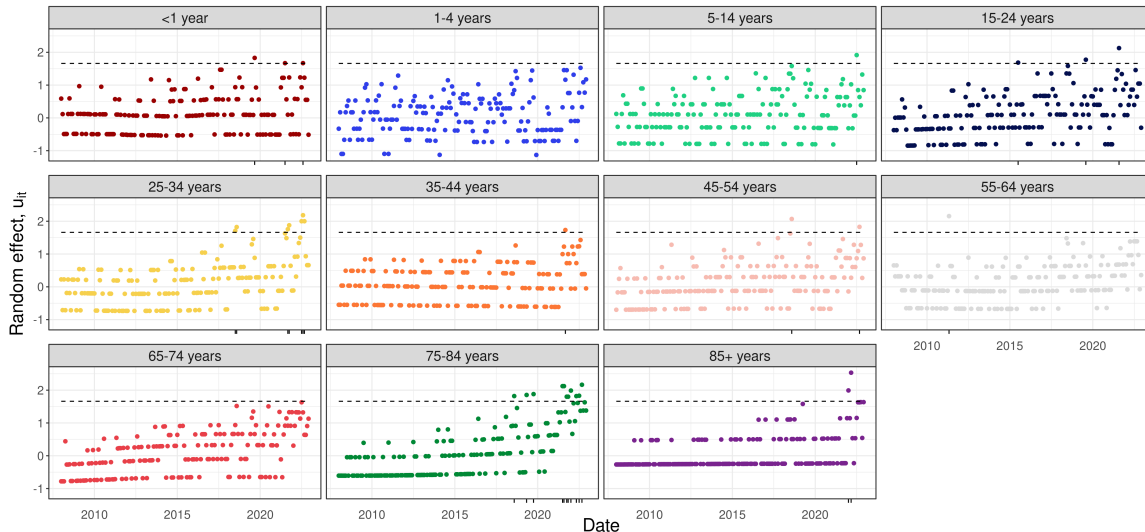 <1 year
1-4 years
5-14 years
15-24 years
2
1
0
-1
25-34 years
35-44 years
45-54 years
55-64 years
2
1
0
-1
2010
2015
2020
65-74 years
75-84 years
85+ years
2
1
0
-1
2010
2015
2020
2010
2015
2020
2010
2015
2020
Random effect, uit
Date